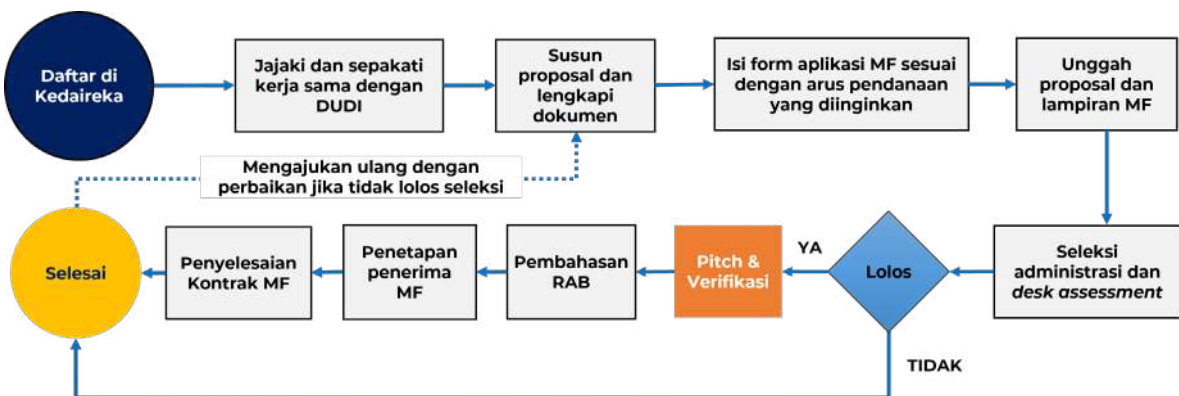 Daftar di
Kedaireka
Jajaki dan sepakati
kerja sama dengan
DUDI
Susun
proposal dan
lengkapi
dokumen
Isi form aplikasi MF sesuai
dengan arus pendanaan
yang diinginkan
Unggah
proposal dan
lampiran MF
Mengajukan ulang dengan
perbaikan jika tidak lolos seleksi
Selesai
Penyelesaian
Kontrak MF
Penetapan
penerima
MF
Pembahasan
RAB
Pitch &
Verifikasi
YA
Lolos
Seleksi
administrasi dan
desk assessment
TIDAK